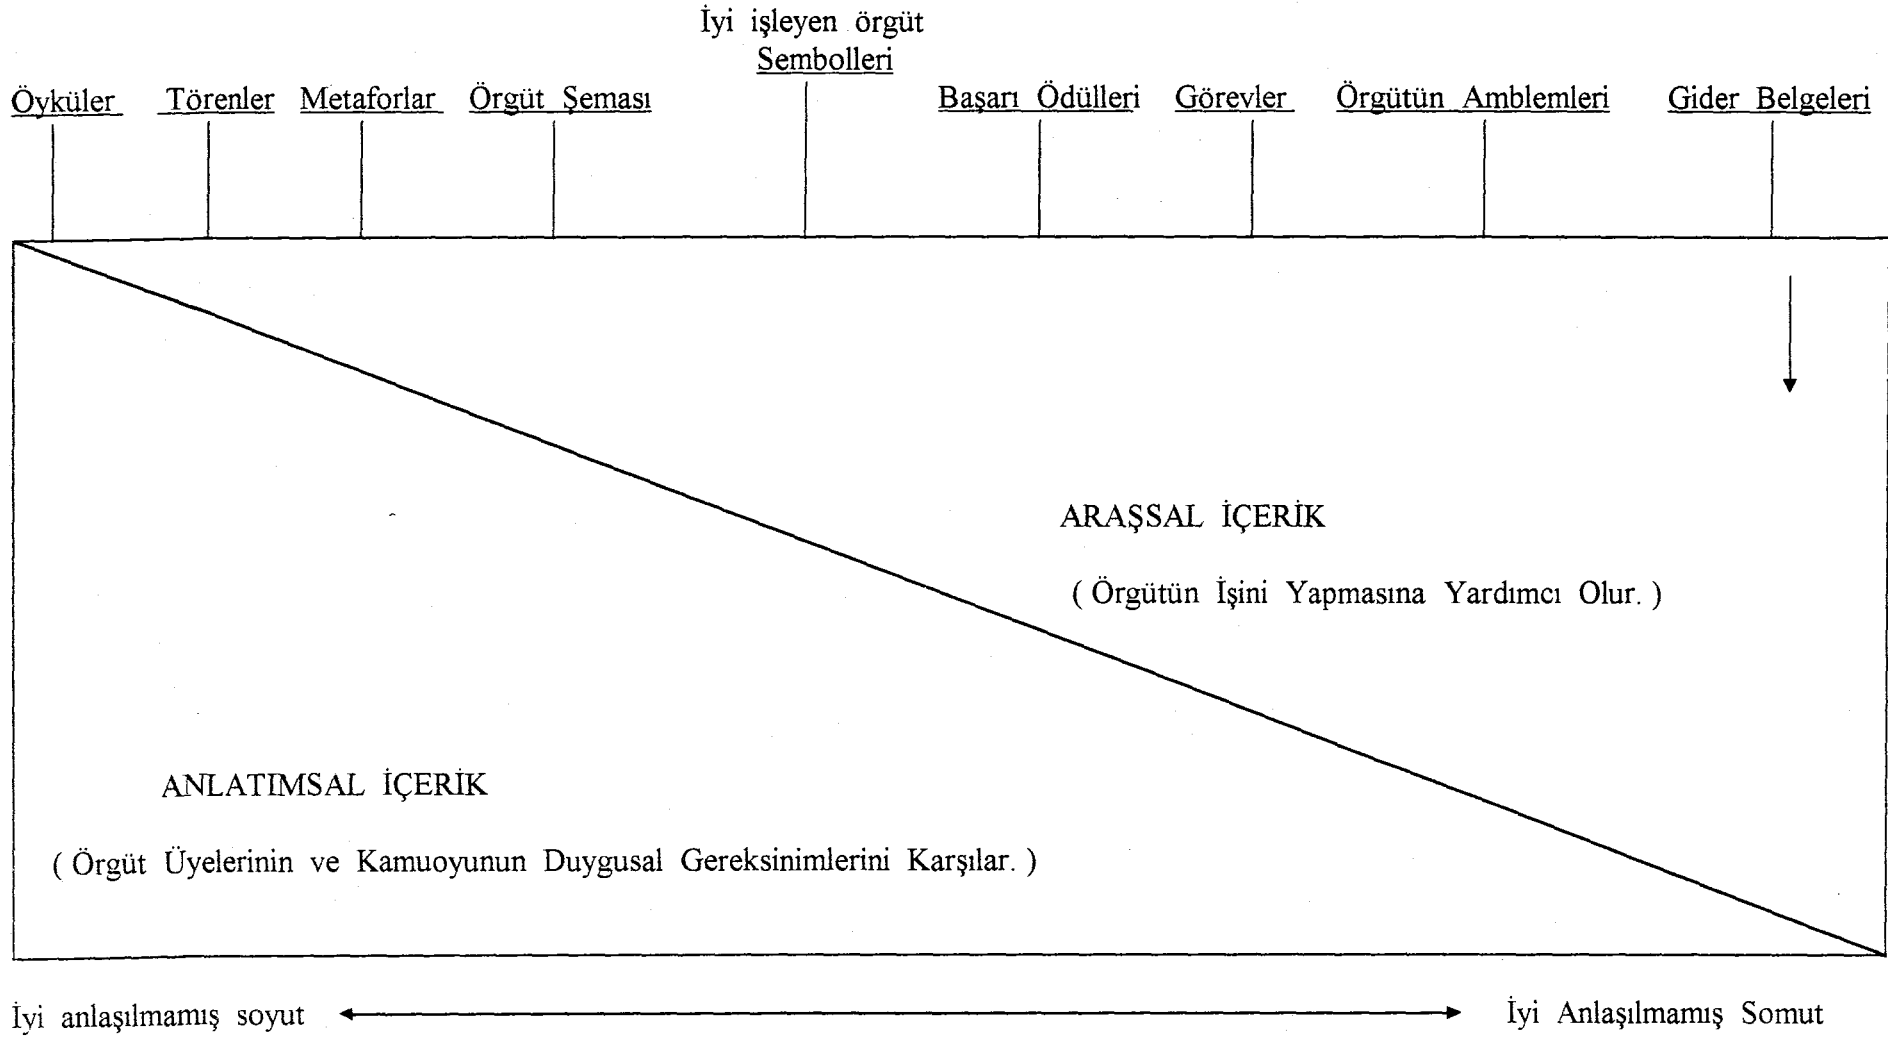 İyi işleyen örgüt
Sembolleri
Öyküler Törenler Metaforlar Örgüt Şeması Başarı Ödülleri Görevler Örgütün Amblemleri Gider Belgeleri
ARAŞSAL İÇERİK
( Örgütün İşini Yapmasına Yardımcı Olur. )
ANLATIMSAL İÇERİK
( Örgüt Üyelerinin ve Kamuoyunun Duygusal Gereksinimlerini Karşılar. )
İyi anlaşılmamış soyut İyi Anlaşılmamış Somut